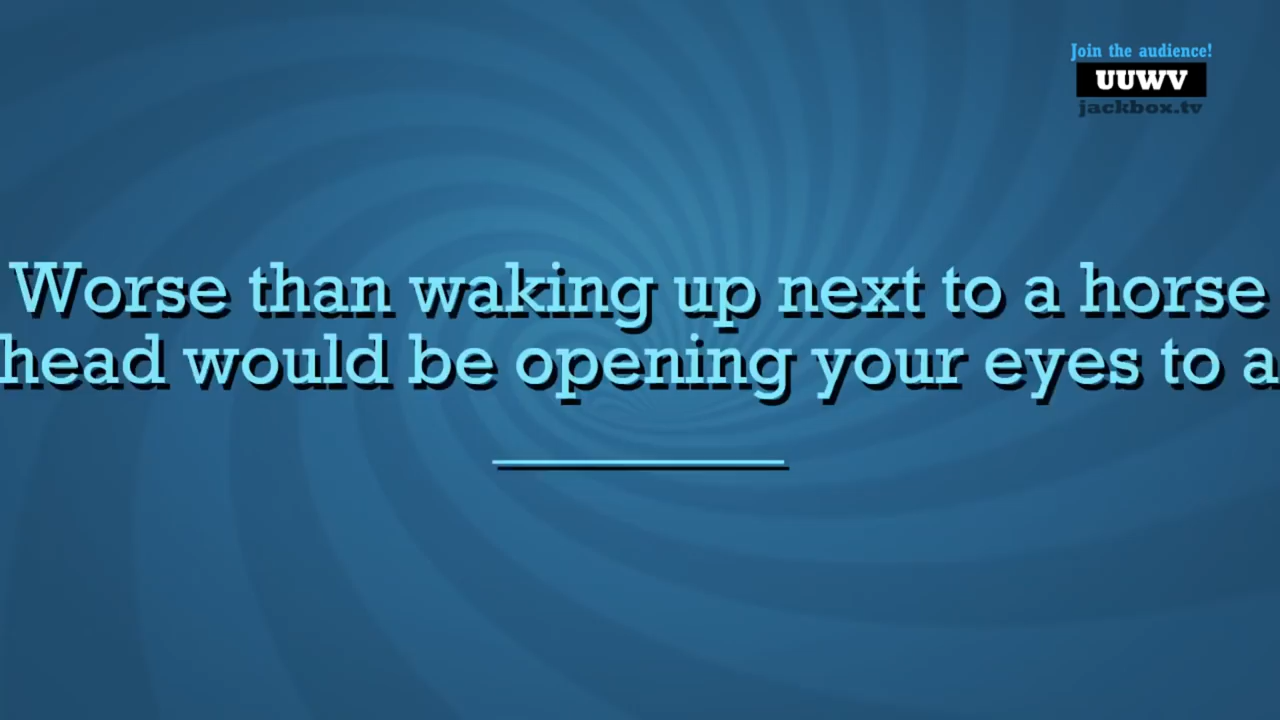 Join the audience!
UUWV
jackbox.tv
Worse than waking up next to a horse
head would be opening your eyes to a